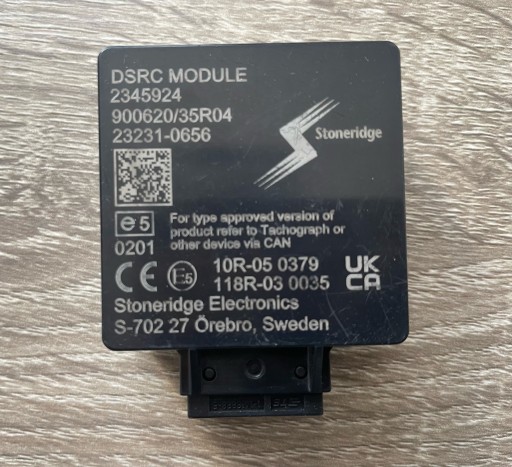 DSRC MODULE
2345924
900620/35R04
23231-0656
Stoneridge
e5
0201
For type approved version of
product refer to Tachograph or
other device via CAN
CE E5 10R-05 0379
118R-03 0035
UK
CA
Stoneridge Electronics
S-702 27 Örebro, Sweden